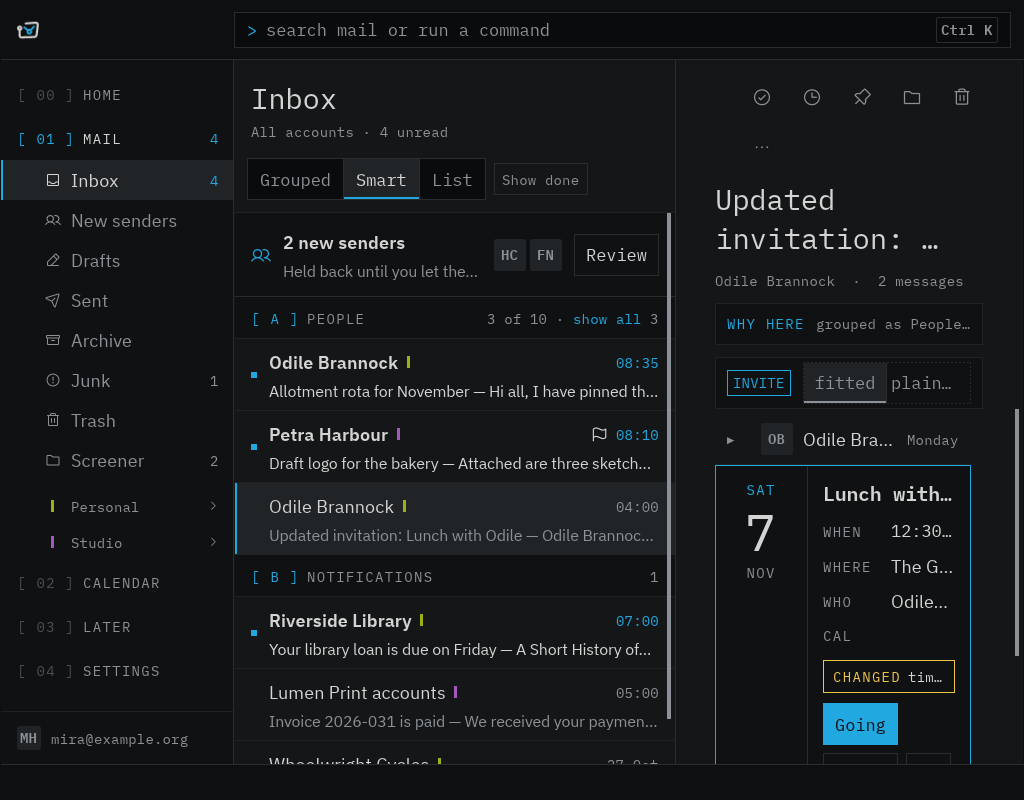 > search mail or run a command Ctrl K
[ 00 ] HOME
[ 01 ] MAIL 4
Inbox 4
New senders
Drafts
Sent
Archive
Junk 1
Trash
Screener 2
Personal
Studio
[ 02 ] CALENDAR
[ 03 ] LATER
[ 04 ] SETTINGS
MH mira@example.org
Inbox
All accounts · 4 unread
Grouped Smart List Show done
2 new senders
Held back until you let the…
HC FN Review
[ A ] PEOPLE 3 of 10 · show all 3
Odile Brannock 08:35
Allotment rota for November — Hi all, I have pinned th…
Petra Harbour 08:10
Draft logo for the bakery — Attached are three sketch…
Odile Brannock 04:00
Updated invitation: Lunch with Odile — Odile Brannoc…
[ B ] NOTIFICATIONS 1
Riverside Library 07:00
Your library loan is due on Friday — A Short History of…
Lumen Print accounts 05:00
Invoice 2026-031 is paid — We received your paymen…
Wheelwright Cycles 27 Oct
…
Updated
invitation: …
Odile Brannock · 2 messages
WHY HERE grouped as People…
INVITE fitted plain…
OB Odile Bra… Monday
SAT
7
NOV
Lunch with…
WHEN 12:30…
WHERE The G…
WHO Odile…
CAL
CHANGED tim…
Going